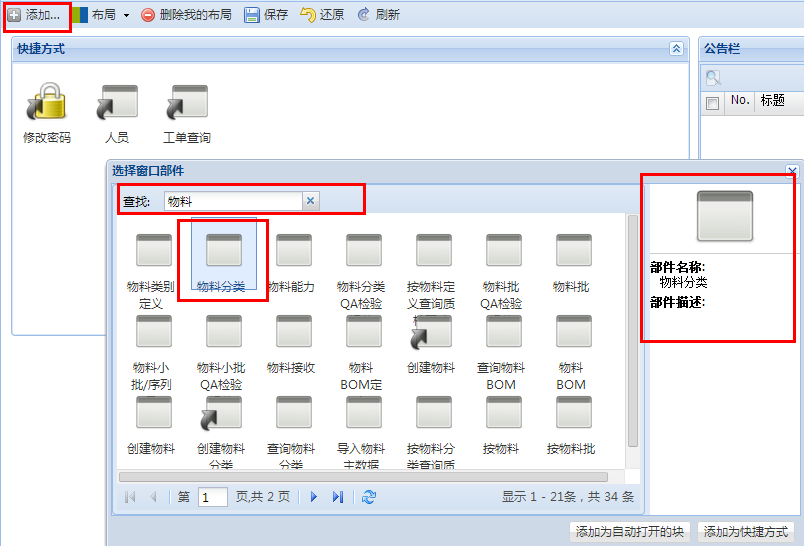 添加... 布局 删除我的布局 保存 还原 刷新
快捷方式
公告栏
No. 标题
修改密码 人员 工单查询
选择窗口部件
查找: 物料
物料类别
定义
物料分类
物料能力
物料分类
QA检验
按物料定
义查询质
物料批
QA检验
物料批
部件名称:
物料分类
部件描述:
物料小
批/序列
物料小批
QA检验
物料接收
物料
BOM定
创建物料
查询物料
BOM
物料
BOM
创建物料
创建物料
分类
查询物料
分类
导入物料
主数据
按物料分
类查询质
按物料
按物料批
第 1 页,共 2 页
显示 1 - 21条，共 34 条
添加为自动打开的块 添加为快捷方式